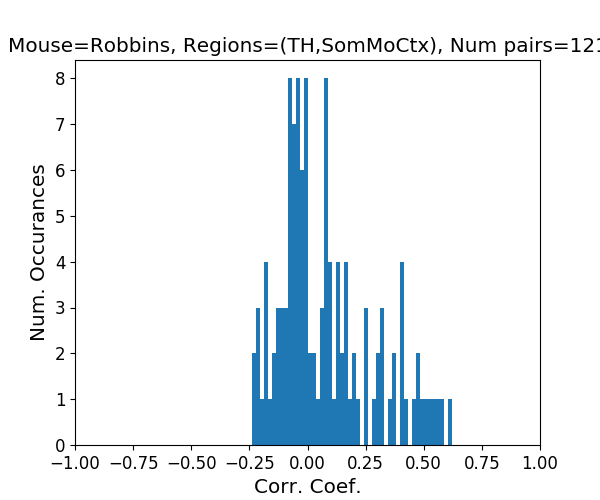 Mouse=Robbins, Regions=(TH,SomMoCtx), Num pairs=121
8
7
6
5
4
3
2
1
0
Num. Occurances
−1.00 −0.75 −0.50 −0.25 0.00 0.25 0.50 0.75 1.00
Corr. Coef.